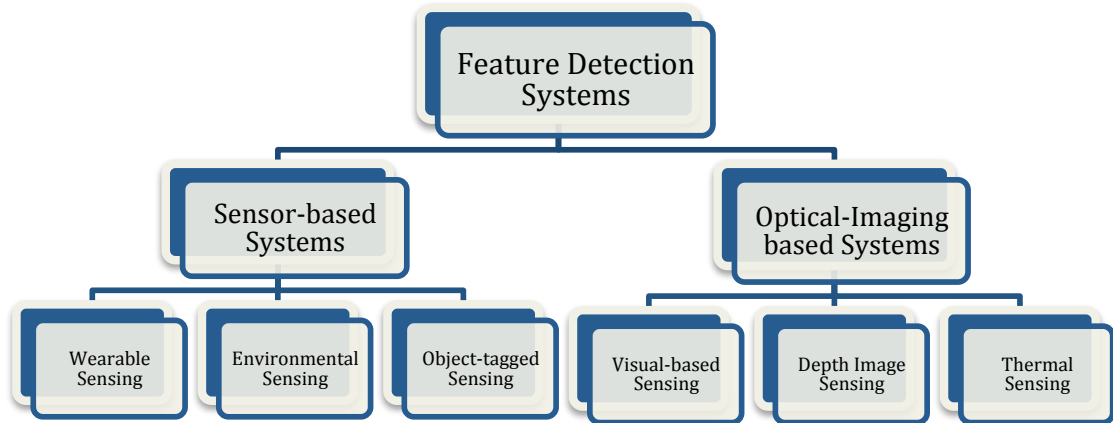 Feature Detection
Systems
Sensor-based
Systems
Optical-Imaging
based Systems
Wearable
Sensing
Environmental
Sensing
Object-tagged
Sensing
Visual-based
Sensing
Depth Image
Sensing
Thermal
Sensing